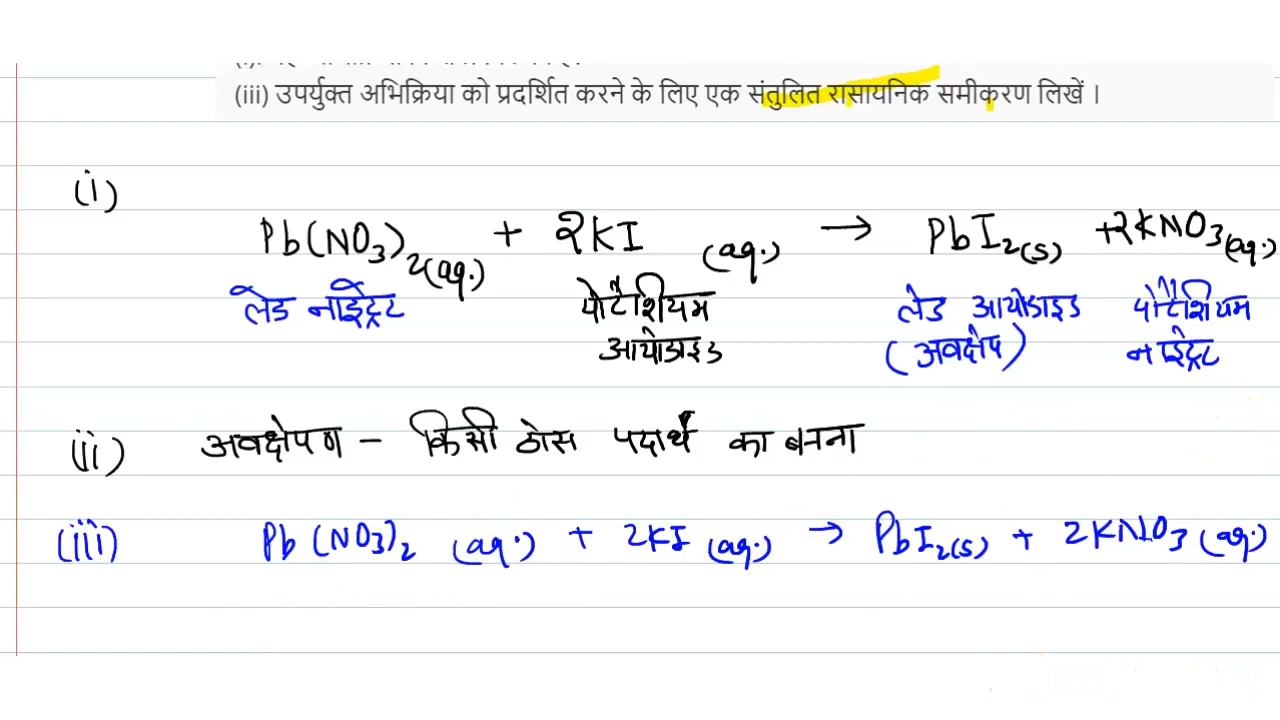 (iii) उपर्युक्त अभिक्रिया को प्रदर्शित करने के लिए एक संतुलित रासायनिक समीकरण लिखें ।
(i)
Pb(NO3)2(aq.) + 2KI (aq.) → PbI2(s) + 2KNO3(aq.)
लेड नाईट्रेट पोटैशियम लेड आयोडाइड पोटैशियम
आयोडाइड (अवक्षेप) नाईट्रेट
(ii) अवक्षेपण – किसी ठोस पदार्थ का बनना
(iii) Pb (NO3)2 (aq.) + 2KI (aq.) → PbI2(s) + 2KNO3 (aq.)